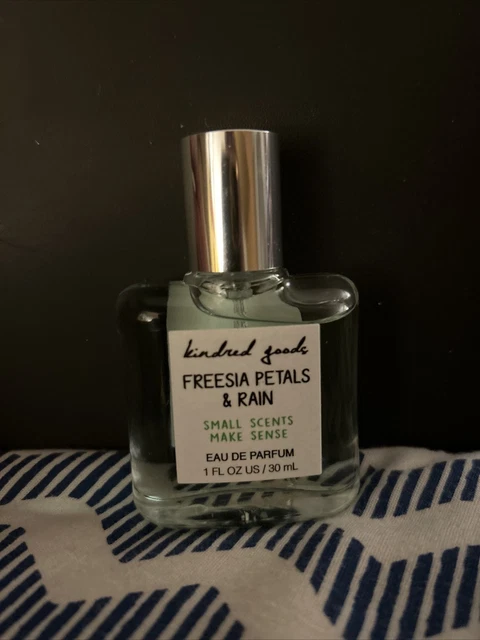 kindred goods
FREESIA PETALS
& RAIN
SMALL SCENTS
MAKE SENSE
EAU DE PARFUM
1 FL OZ US / 30 mL